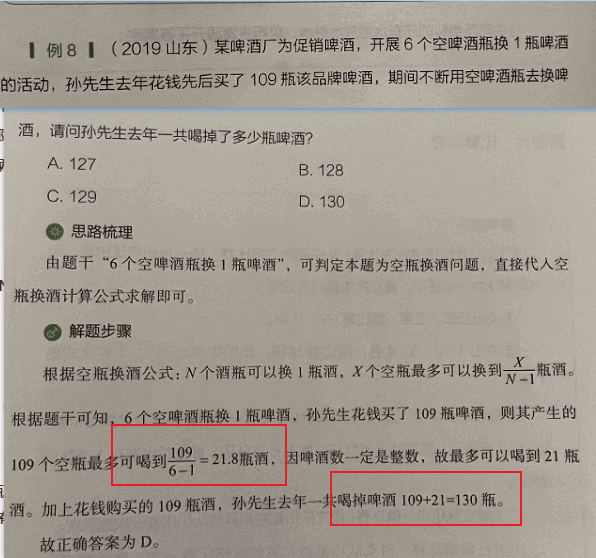 例8 （2019 山东）某啤酒厂为促销啤酒，开展 6 个空啤酒瓶换 1 瓶啤酒
的活动，孙先生去年花钱先后买了 109 瓶该品牌啤酒，期间不断用空啤酒瓶去换啤
酒，请问孙先生去年一共喝掉了多少瓶啤酒?
A. 127
B. 128
C. 129
D. 130
思路梳理
由题干“6 个空啤酒瓶换 1 瓶啤酒”，可判定本题为空瓶换酒问题，直接代入空
瓶换酒计算公式求解即可。
解题步骤
根据空瓶换酒公式：N 个酒瓶可以换 1 瓶酒，X 个空瓶最多可以换到 X/(N-1) 瓶酒。
根据题干可知，6 个空啤酒瓶换 1 瓶啤酒，孙先生花钱买了 109 瓶啤酒，则其产生的
109 个空瓶最多可喝到 109/(6-1) = 21.8瓶酒，因啤酒数一定是整数，故最多可以喝到 21 瓶
酒。加上花钱购买的 109 瓶酒，孙先生去年一共喝掉啤酒 109+21=130 瓶。
故正确答案为 D。